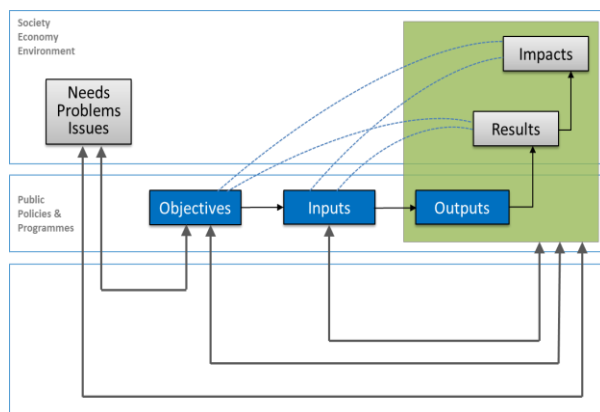 Society
Economy
Environment
Impacts
Needs
Problems
Issues
Results
Public
Policies &
Programmes
Objectives
Inputs
Outputs